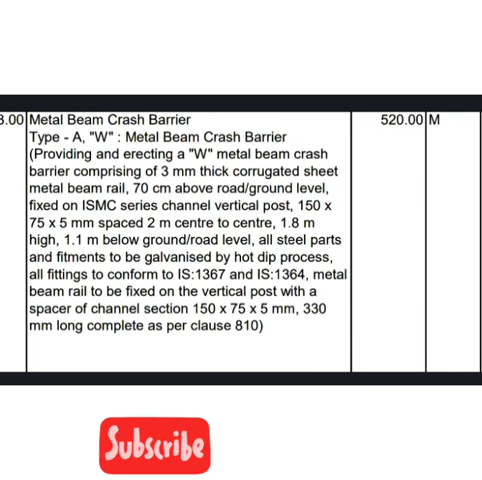 3.00 Metal Beam Crash Barrier 520.00 M
Type - A, "W" : Metal Beam Crash Barrier
(Providing and erecting a "W" metal beam crash
barrier comprising of 3 mm thick corrugated sheet
metal beam rail, 70 cm above road/ground level,
fixed on ISMC series channel vertical post, 150 x
75 x 5 mm spaced 2 m centre to centre, 1.8 m
high, 1.1 m below ground/road level, all steel parts
and fitments to be galvanised by hot dip process,
all fittings to conform to IS:1367 and IS:1364, metal
beam rail to be fixed on the vertical post with a
spacer of channel section 150 x 75 x 5 mm, 330
mm long complete as per clause 810)
Subscribe